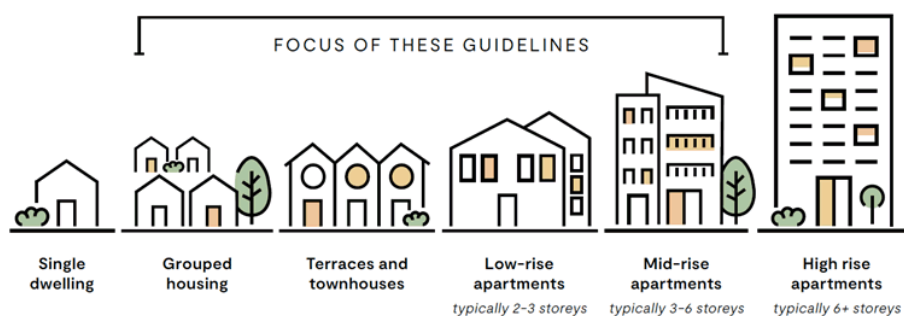 FOCUS OF THESE GUIDELINES
Single
dwelling
Grouped
housing
Terraces and
townhouses
Low-rise
apartments
typically 2-3 storeys
Mid-rise
apartments
typically 3-6 storeys
High rise
apartments
typically 6+ storeys